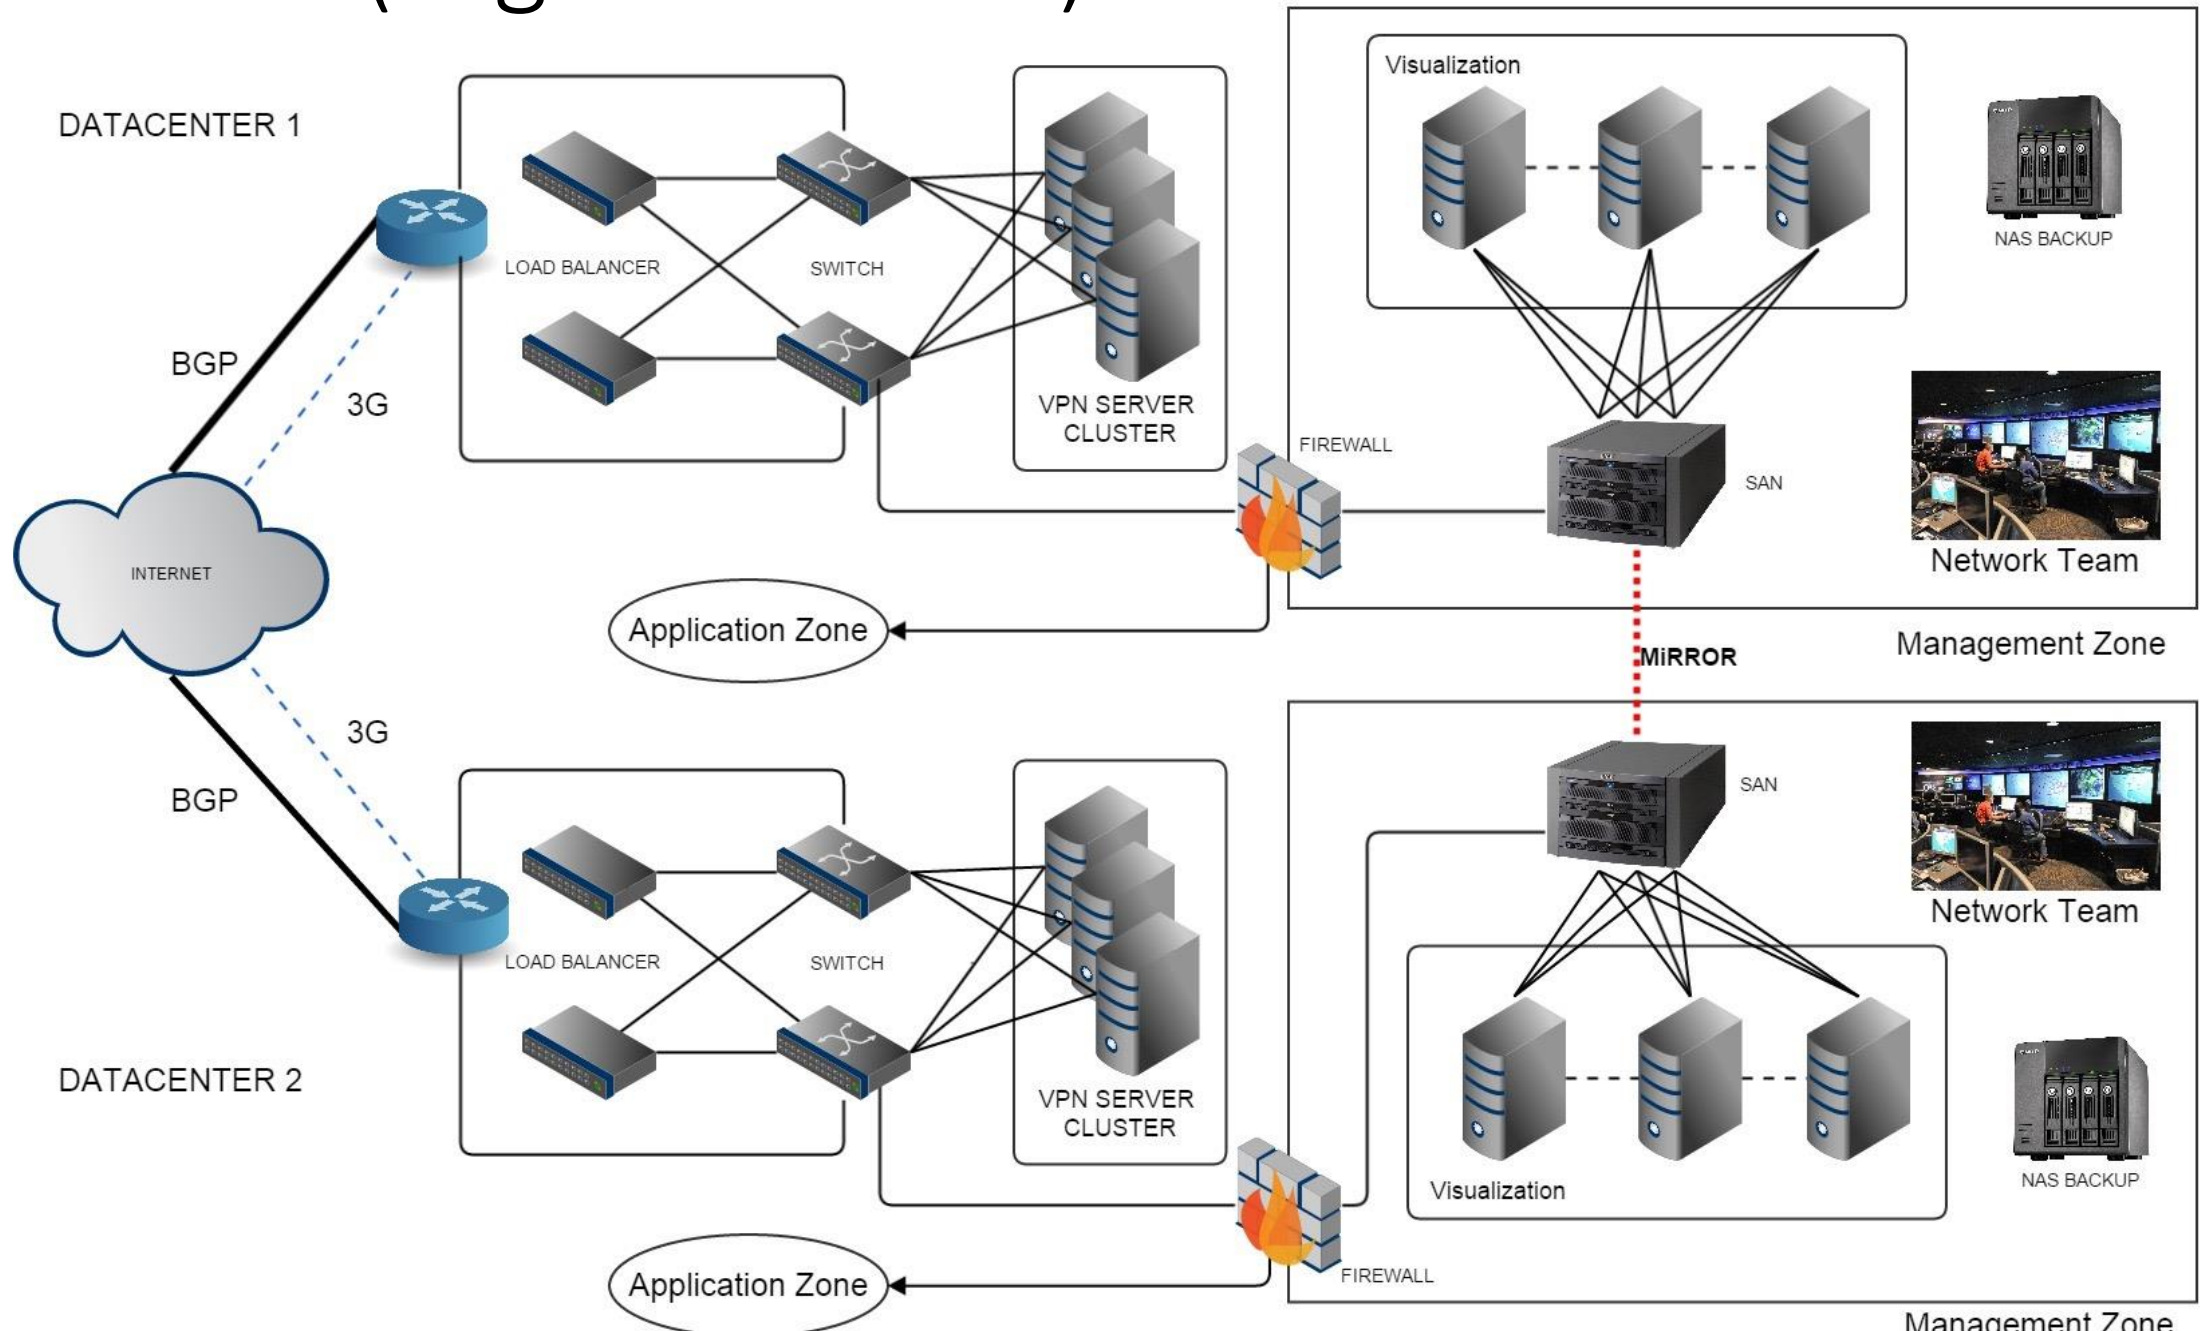 DATACENTER 1
LOAD BALANCER
SWITCH
VPN SERVER
CLUSTER
Visualization
NAS BACKUP
BGP
3G
FIREWALL
SAN
Network Team
INTERNET
Application Zone
MiRROR
Management Zone
3G
BGP
SAN
Network Team
LOAD BALANCER
SWITCH
DATACENTER 2
VPN SERVER
CLUSTER
Visualization
NAS BACKUP
Application Zone
FIREWALL
Management Zone